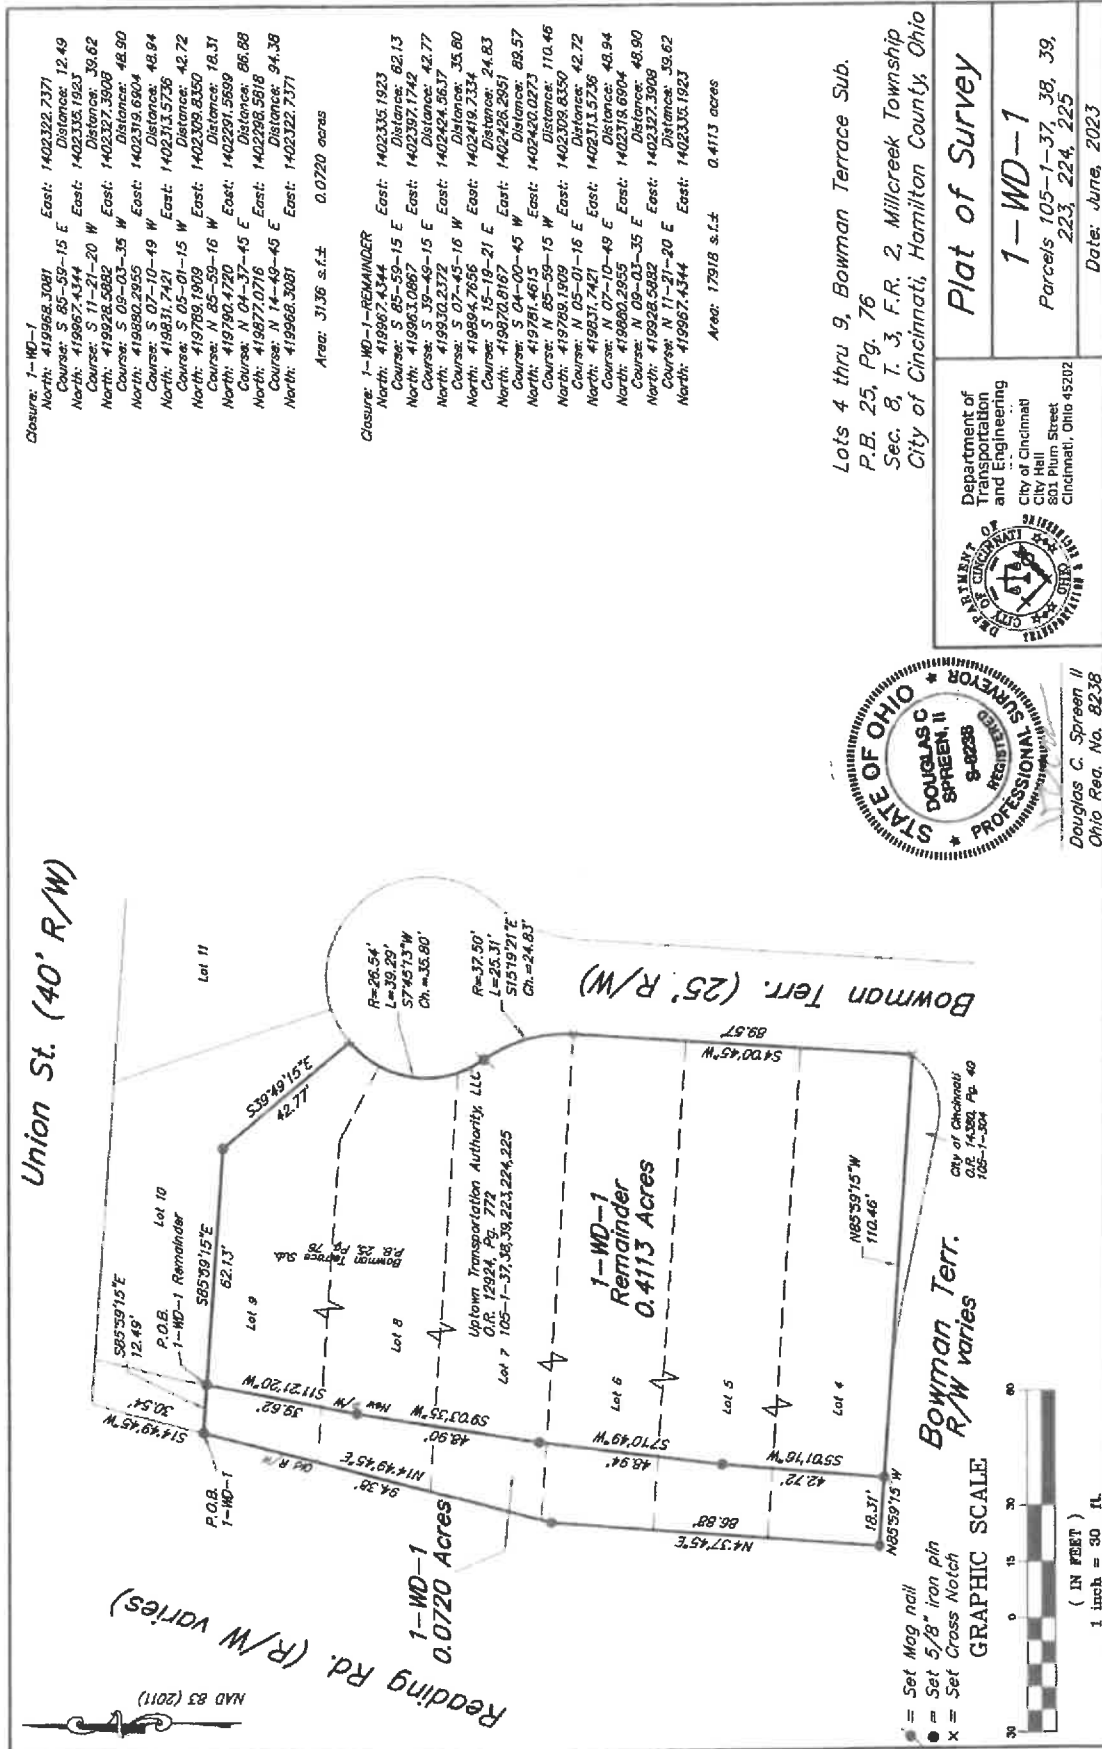 Union St. (40' R/W)
Lot 11
S14°49'45"W
30.54'
S85°59'15"E
12.49'
P.O.B.
1-WD-1 Remainder
Lot 10
S85°59'15"E
62.13'
S39°49'15"E
42.77'
P.O.B.
1-WD-1
Lot 9
Bowman Terrace Sub.
P.B. 25, Pg. 76
Lot 8
R=26.54'
L=39.29'
S7°45'13"W
Ch.=35.80'
R=37.50'
L=25.31'
S15°19'21"E
Ch.=24.83'
S11°21'20"W
39.62'
New R/W
Old R/W
N14°49'45"E
94.38'
S9°03'35"W
48.90'
Uptown Transportation Authority, LLC
O.R. 12924, Pg. 772
Lot 7 105-1-37,38,39,223,224,225
1-WD-1
Remainder
0.4113 Acres
1-WD-1
0.0720 Acres
Reading Rd. (R/W varies)
Bowman Terr. (25' R/W)
S4°00'45"W
89.57'
S7°10'49"W
48.94'
Lot 6
Lot 5
Lot 4
N4°37'45"E
86.88'
S5°01'16"W
42.72'
18.31'
N85°59'15"W
N85°59'15"W
110.46'
City of Cincinnati
O.R. 14380, Pg. 40
105-1-304
Bowman Terr.
R/W varies
NAD 83 (2011)
= Set Mag nail
= Set 5/8" iron pin
x = Set Cross Notch
GRAPHIC SCALE
30 0 15 30 60
( IN FEET )
1 inch = 30 ft.
Closure: 1-WD-1
North: 419968.3081 East: 1402322.7371
Course: S 85-59-15 E Distance: 12.49
North: 419967.4344 East: 1402335.1923
Course: S 11-21-20 W Distance: 39.62
North: 419928.5882 East: 1402327.3908
Course: S 09-03-35 W Distance: 48.90
North: 419880.2955 East: 1402319.6904
Course: S 07-10-49 W Distance: 48.94
North: 419831.7421 East: 1402313.5736
Course: S 05-01-15 W Distance: 42.72
North: 419789.1909 East: 1402309.8350
Course: N 85-59-16 W Distance: 18.31
North: 419790.4720 East: 1402291.5699
Course: N 04-37-45 E Distance: 86.88
North: 419877.0716 East: 1402298.5818
Course: N 14-49-45 E Distance: 94.38
North: 419968.3081 East: 1402322.7371
Area: 3136 s.f.± 0.0720 acres
Closure: 1-WD-1-REMAINDER
North: 419967.4344 East: 1402335.1923
Course: S 85-59-15 E Distance: 62.13
North: 419963.0867 East: 1402397.1742
Course: S 39-49-15 E Distance: 42.77
North: 419930.2372 East: 1402424.5637
Course: S 07-45-16 W Distance: 35.80
North: 419894.7656 East: 1402419.7334
Course: S 15-19-21 E Distance: 24.83
North: 419870.8167 East: 1402426.2951
Course: S 04-00-45 W Distance: 89.57
North: 419781.4615 East: 1402420.0273
Course: N 85-59-15 W Distance: 110.46
North: 419789.1909 East: 1402309.8350
Course: N 05-01-16 E Distance: 42.72
North: 419831.7421 East: 1402313.5736
Course: N 07-10-49 E Distance: 48.94
North: 419880.2955 East: 1402319.6904
Course: N 09-03-35 E Distance: 48.90
North: 419928.5882 East: 1402327.3908
Course: N 11-21-20 E Distance: 39.62
North: 419967.4344 East: 1402335.1923
Area: 17918 s.f.± 0.4113 acres
Lots 4 thru 9, Bowman Terrace Sub.
P.B. 25, Pg. 76
Sec. 8, T. 3, F.R. 2, Millcreek Township
City of Cincinnati, Hamilton County, Ohio
STATE OF OHIO
DOUGLAS C
SPREEN, II
S-8238
REGISTERED
PROFESSIONAL SURVEYOR
Douglas C. Spreen II
Ohio Reg. No. 8238
DEPARTMENT OF
TRANSPORTATION & ENGINEERING
CITY OF CINCINNATI
OHIO
Department of
Transportation
and Engineering
City of Cincinnati
City Hall
801 Plum Street
Cincinnati, Ohio 45202
Plat of Survey
1-WD-1
Parcels 105-1-37, 38, 39,
223, 224, 225
Date: June, 2023